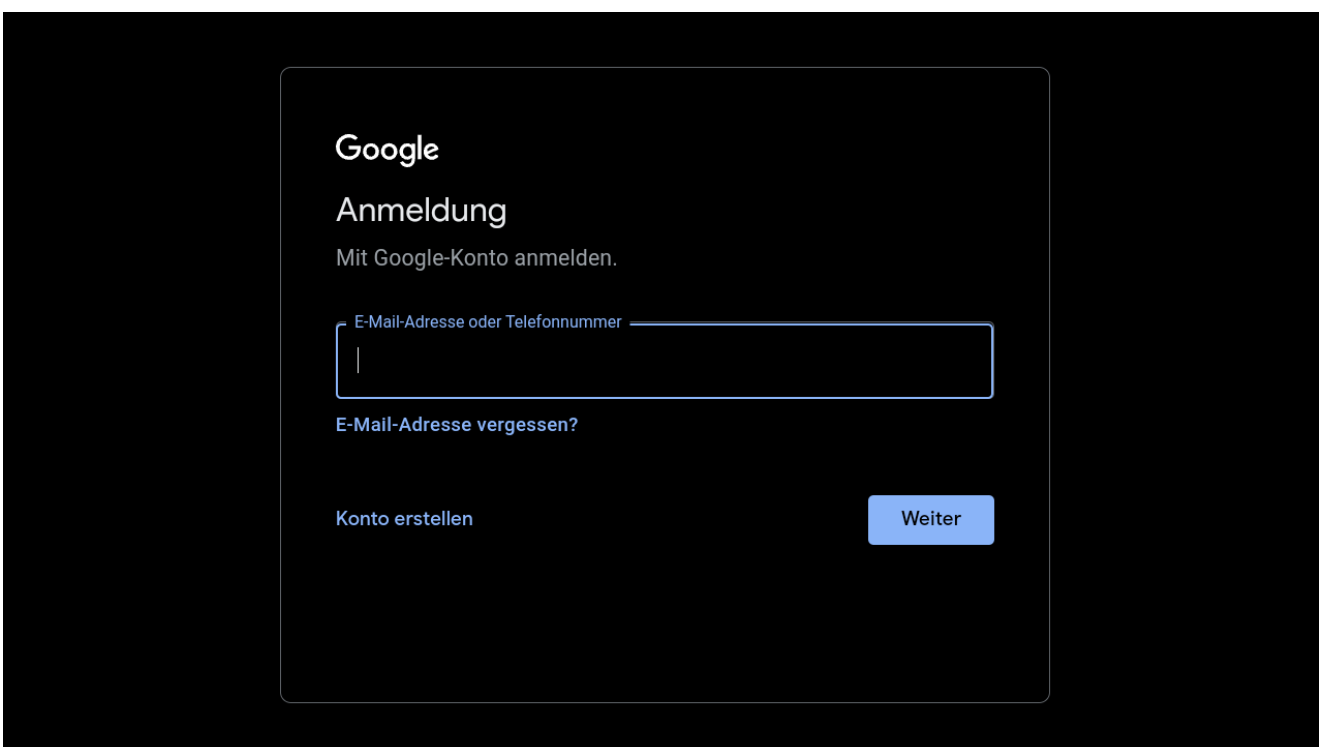 Google
Anmeldung
Mit Google-Konto anmelden.
E-Mail-Adresse oder Telefonnummer
E-Mail-Adresse vergessen?
Konto erstellen
Weiter